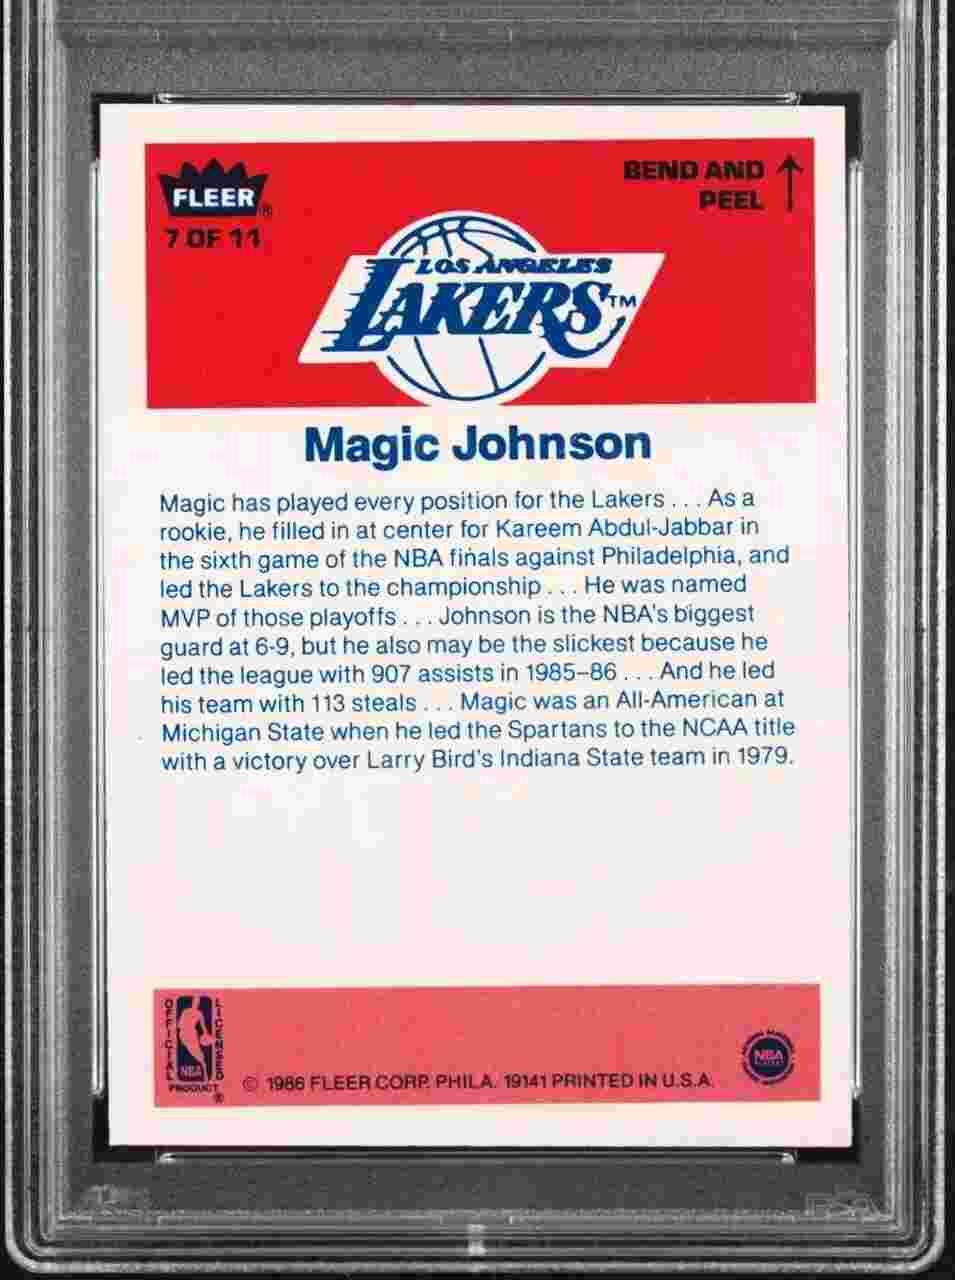 FLEER®
7 OF 11
BEND AND
PEEL
LOS ANGELES
LAKERS™
Magic Johnson
Magic has played every position for the Lakers . . . As a
rookie, he filled in at center for Kareem Abdul-Jabbar in
the sixth game of the NBA finals against Philadelphia, and
led the Lakers to the championship . . . He was named
MVP of those playoffs . . . Johnson is the NBA's biggest
guard at 6-9, but he also may be the slickest because he
led the league with 907 assists in 1985–86 . . . And he led
his team with 113 steals . . . Magic was an All-American at
Michigan State when he led the Spartans to the NCAA title
with a victory over Larry Bird's Indiana State team in 1979.
OFFICIAL
LICENSED
NBA
PRODUCT
®
© 1986 FLEER CORP. PHILA. 19141 PRINTED IN U.S.A.
NBA
PSA